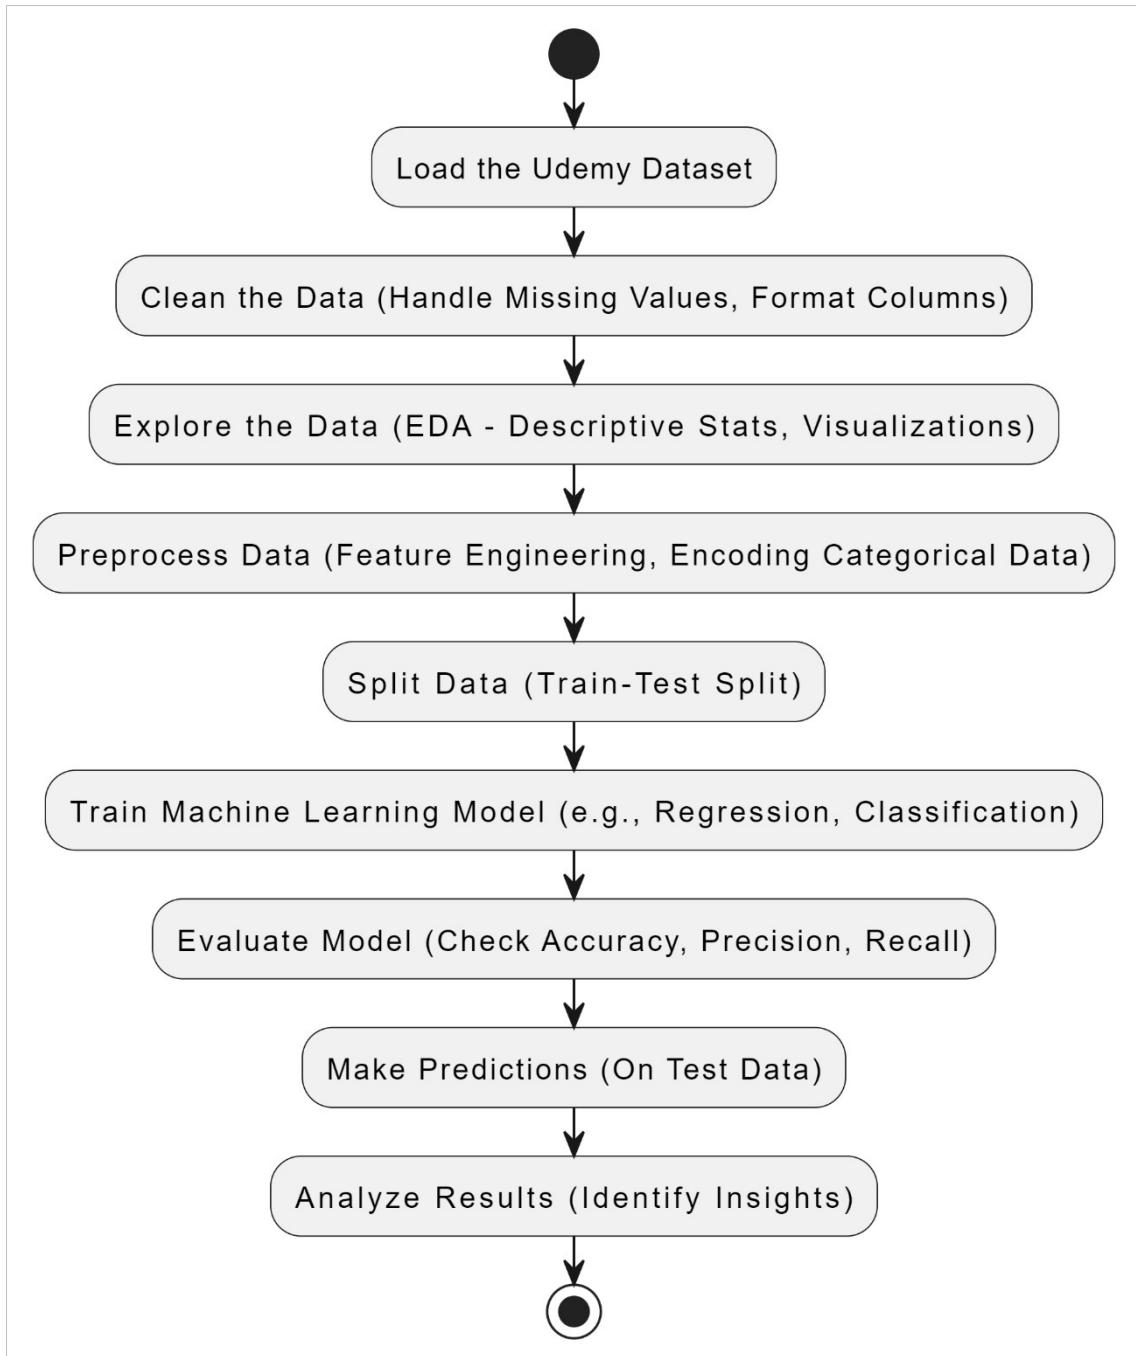 Load the Udemy Dataset
Clean the Data (Handle Missing Values, Format Columns)
Explore the Data (EDA - Descriptive Stats, Visualizations)
Preprocess Data (Feature Engineering, Encoding Categorical Data)
Split Data (Train-Test Split)
Train Machine Learning Model (e.g., Regression, Classification)
Evaluate Model (Check Accuracy, Precision, Recall)
Make Predictions (On Test Data)
Analyze Results (Identify Insights)